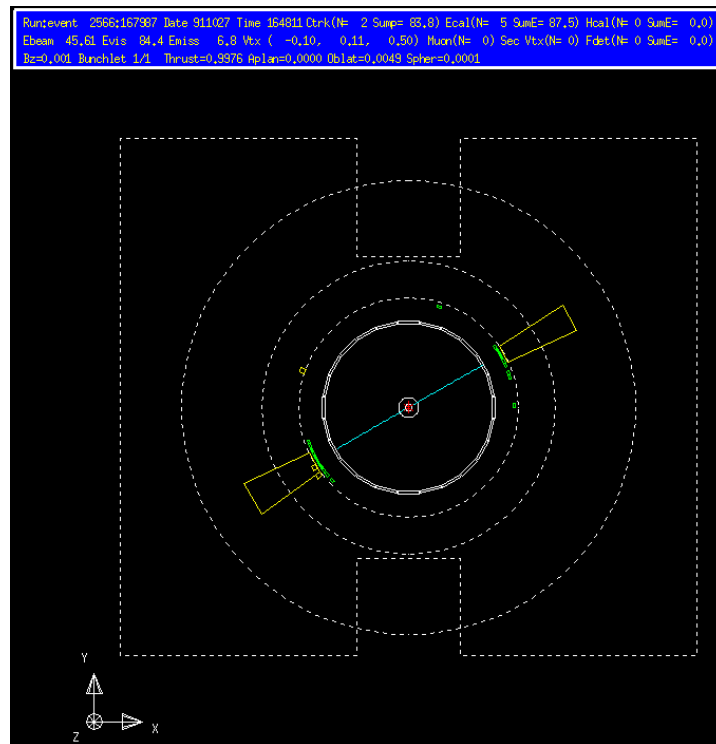 Run:event 2566:167987 Date 911027 Time 164811 Ctrk(N= 2 Sump= 83.8) Ecal(N= 5 SumE= 87.5) Hcal(N= 0 SumE= 0.0)
Ebeam 45.61 Evis 84.4 Emiss 6.8 Vtx ( -0.10, 0.11, 0.50) Muon(N= 0) Sec Vtx(N= 0) Fdet(N= 0 SumE= 0.0)
Bz=0.001 Bunchlet 1/1 Thrust=0.9976 Aplan=0.0000 Oblat=0.0049 Spher=0.0001
Y
X
Z